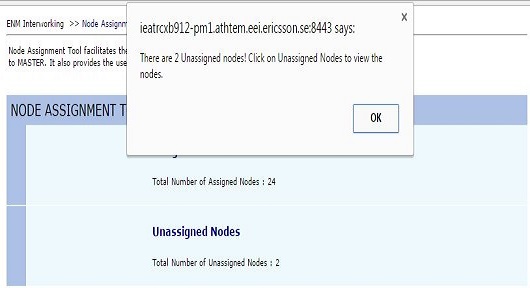 ieatrcxb912-pm1.athtem.eei.ericsson.se:8443 says:
x
There are 2 Unassigned nodes! Click on Unassigned Nodes to view the
nodes.
OK
ENM Interworking >> Node Assignm
Node Assignment Tool facilitates the
to MASTER. It also provides the use
NODE ASSIGNMENT T
Total Number of Assigned Nodes : 24
Unassigned Nodes
Total Number of Unassigned Nodes : 2